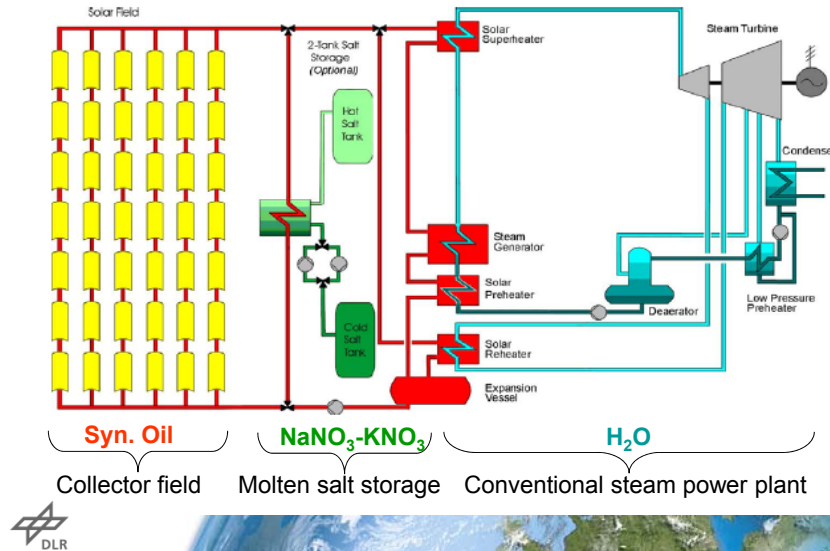 Solar Field
2-Tank Salt
Storage
(Optional)
Hot
Salt
Tank
Cold
Salt
Tank
Solar
Superheater
Steam
Generator
Solar
Preheater
Solar
Reheater
Expansion
Vessel
Steam Turbine
Condense
Low Pressure
Preheater
Deaerator
Syn. Oil
NaNO3-KNO3
H2O
Collector field
Molten salt storage
Conventional steam power plant
DLR